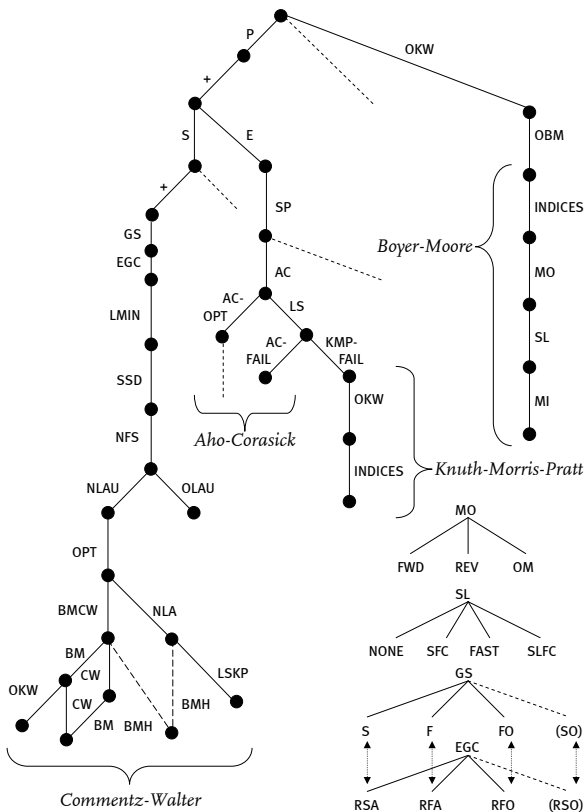 P
OKW
+
S
E
OBM
+
SP
INDICES
GS
Boyer-Moore
EGC
AC
MO
AC-
OPT
LS
LMIN
AC-
FAIL
KMP-
FAIL
SL
SSD
OKW
MI
NFS
Aho-Corasick
NLAU
OLAU
INDICES
Knuth-Morris-Pratt
MO
OPT
FWD
REV
OM
BMCW
NLA
SL
BM
CW
LSKP
NONE
SFC
FAST
SLFC
OKW
CW
BM
BMH
BMH
GS
S
F
FO
(SO)
EGC
Commentz-Walter
RSA
RFA
RFO
(RSO)